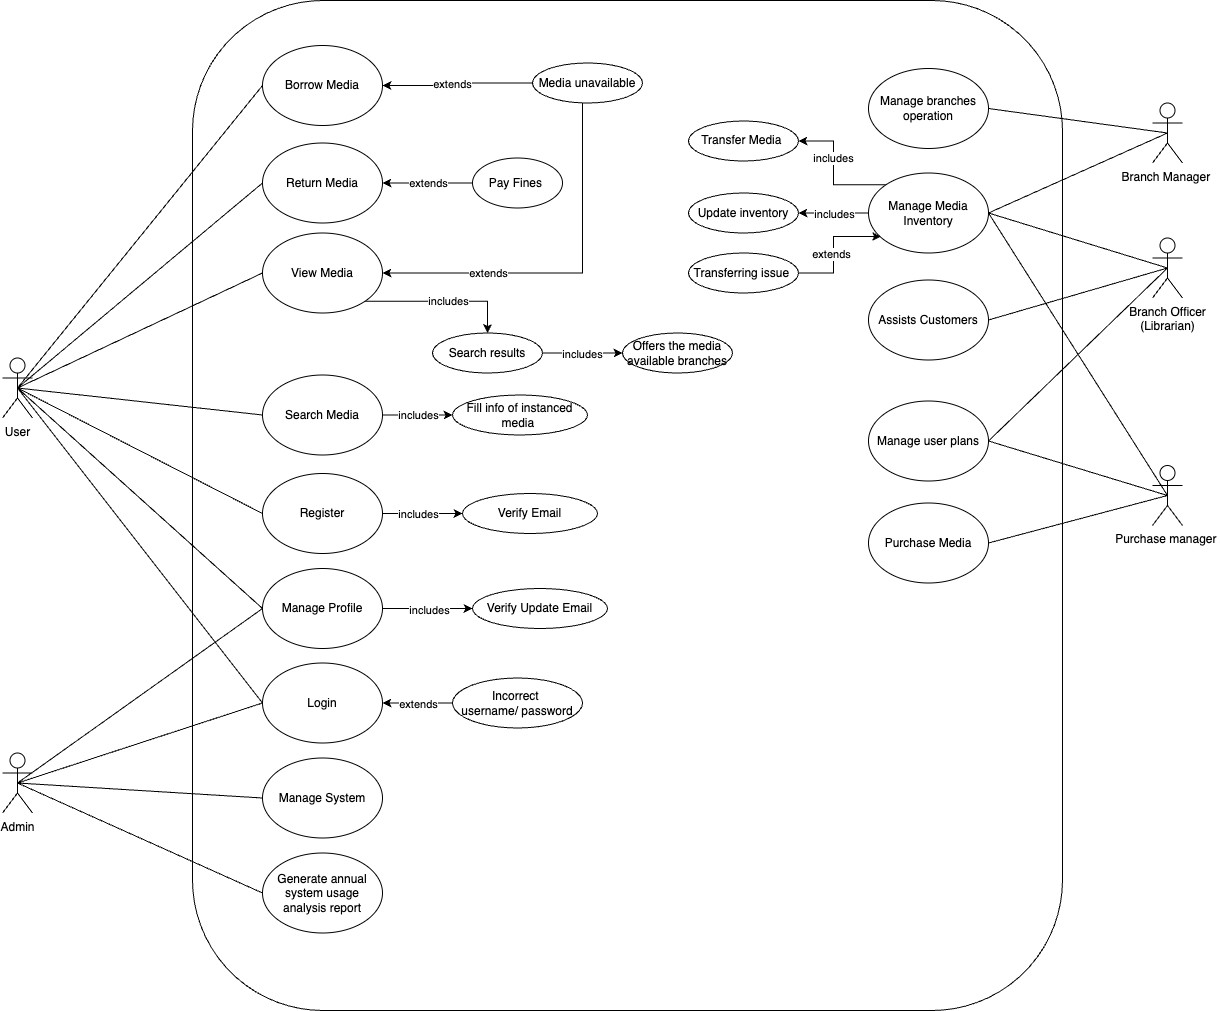 Borrow Media
extends
Media unavailable
Manage branches
operation
Transfer Media
includes
Branch Manager
Return Media
extends
Pay Fines
Manage Media
Inventory
Update inventory
includes
extends
View Media
extends
Transferring issue
includes
Branch Officer
(Librarian)
Assists Customers
Search results
includes
Offers the media
available branches
User
Search Media
includes
Fill info of instanced
media
Manage user plans
Register
includes
Verify Email
Purchase Media
Purchase manager
Manage Profile
includes
Verify Update Email
Login
extends
Incorrect
username/ password
Manage System
Admin
Generate annual
system usage
analysis report